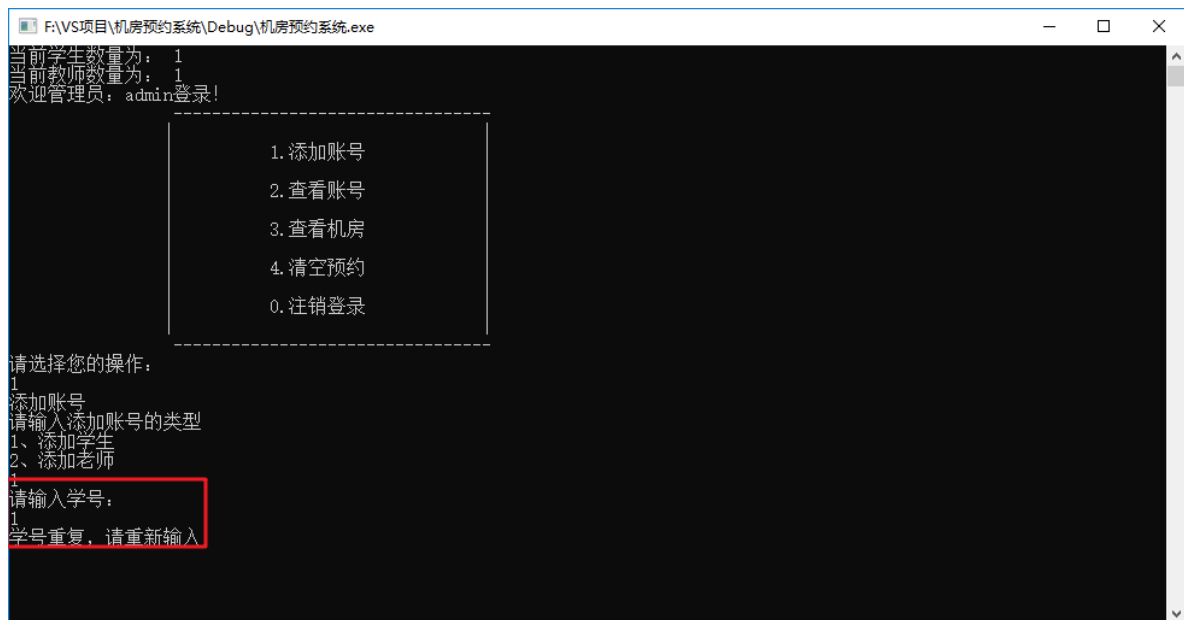 F:\VS项目\机房预约系统\Debug\机房预约系统.exe
当前学生数量为： 1
当前教师数量为： 1
欢迎管理员：admin登录!
1.添加账号
2.查看账号
3.查看机房
4.清空预约
0.注销登录
请选择您的操作：
1
添加账号
请输入添加账号的类型
1、添加学生
2、添加老师
1
请输入学号：
1
学号重复，请重新输入